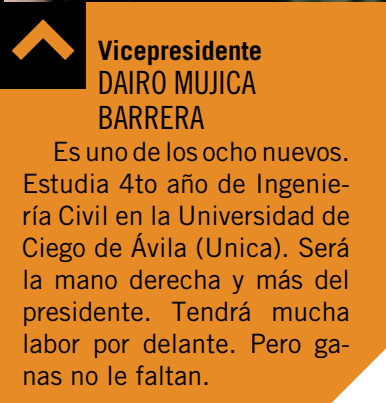 Vicepresidente
DAIRO MUJICA
BARRERA
Es uno de los ocho nuevos.
Estudia 4to año de Ingenie-
ría Civil en la Universidad de
Ciego de Ávila (Unica). Será
la mano derecha y más del
presidente. Tendrá mucha
labor por delante. Pero ga-
nas no le faltan.